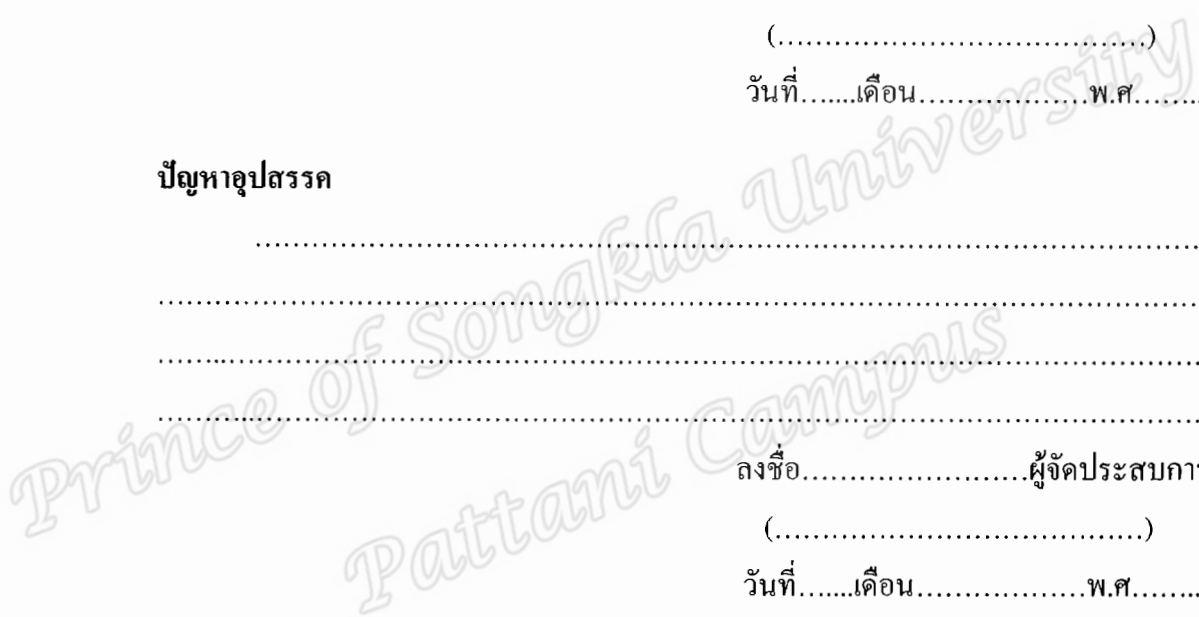 (.......................................)
วันที่.......เดือน..................พ.ศ........
ปัญหาอุปสรรค
....................................................................................................
..............................................................................................................
..............................................................................................................
..............................................................................................................
ลงชื่อ........................ผู้จัดประสบการ
(.......................................)
วันที่.......เดือน..................พ.ศ........
Prince of Songkla University
Pattani Campus